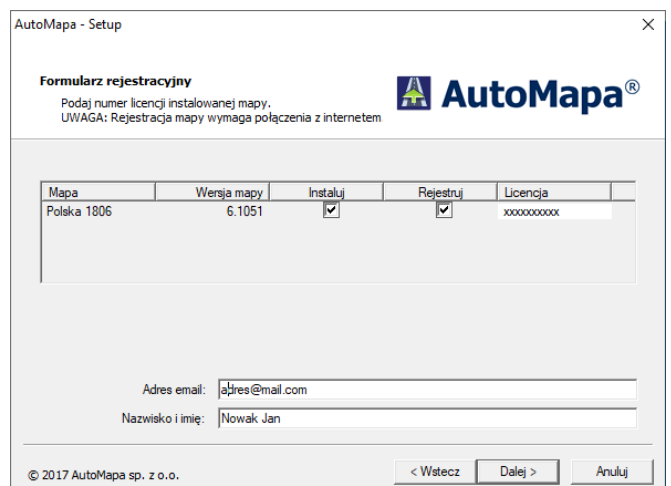 AutoMapa - Setup
Formularz rejestracyjny
Podaj numer licencji instalowanej mapy.
UWAGA: Rejestracja mapy wymaga połączenia z internetem
AutoMapa®
Mapa Wersja mapy Instaluj Rejestruj Licencja
Polska 1806 6.1051 xxxxxxxxxx
Adres email: adres@mail.com
Nazwisko i imię: Nowak Jan
© 2017 AutoMapa sp. z o.o.
< Wstecz Dalej > Anuluj